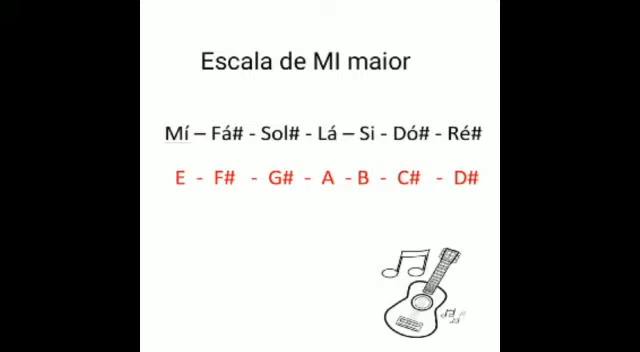 Escala de MI maior
Mí – Fá# - Sol# - Lá – Si - Dó# - Ré#
E - F# - G# - A - B - C# - D#